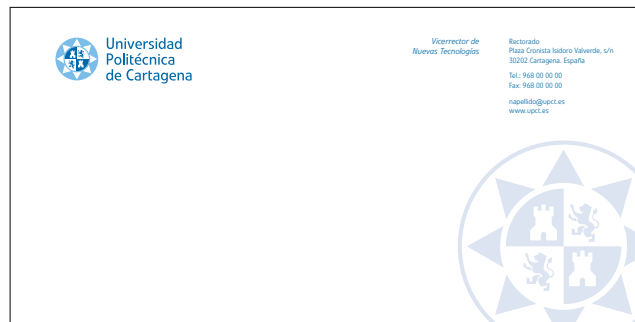 Universidad
Politécnica
de Cartagena
Vicerrector de
Nuevas Tecnologías
Rectorado
Plaza Cronista Isidoro Valverde, s/n
30202 Cartagena. España
Tel.: 968 00 00 00
Fax: 968 00 00 00
napellido@upct.es
www.upct.es